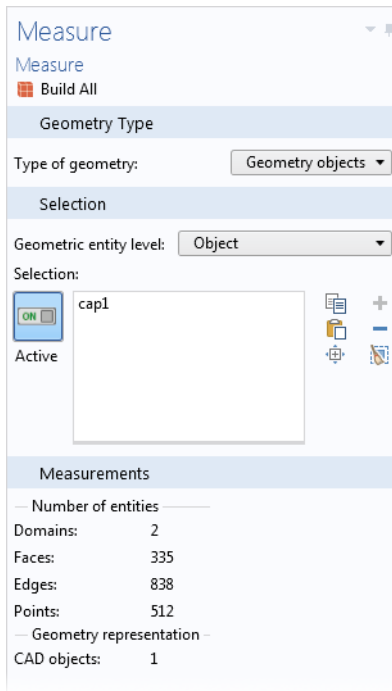 Measure
Measure
Build All
Geometry Type
Type of geometry: Geometry objects
Selection
Geometric entity level: Object
Selection:
ON cap1
Active
Measurements
Number of entities
Domains: 2
Faces: 335
Edges: 838
Points: 512
Geometry representation
CAD objects: 1